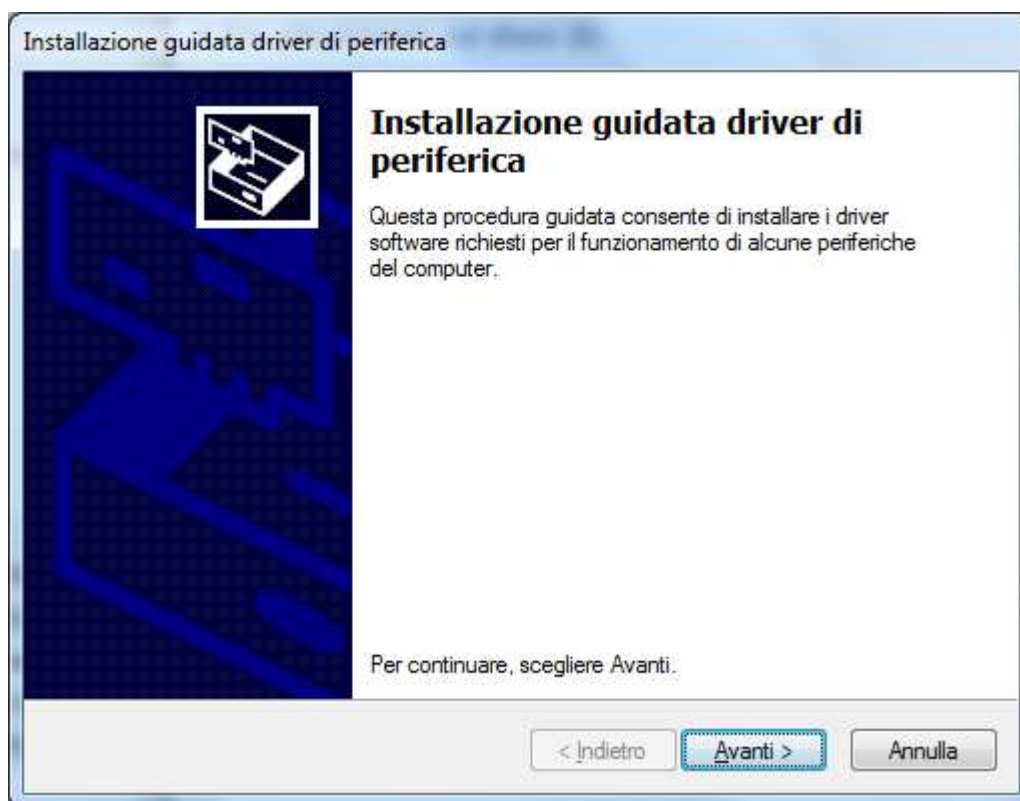 Installazione guidata driver di periferica
Installazione guidata driver di
periferica
Questa procedura guidata consente di installare i driver
software richiesti per il funzionamento di alcune periferiche
del computer.
Per continuare, scegliere Avanti.
< Indietro
Avanti >
Annulla